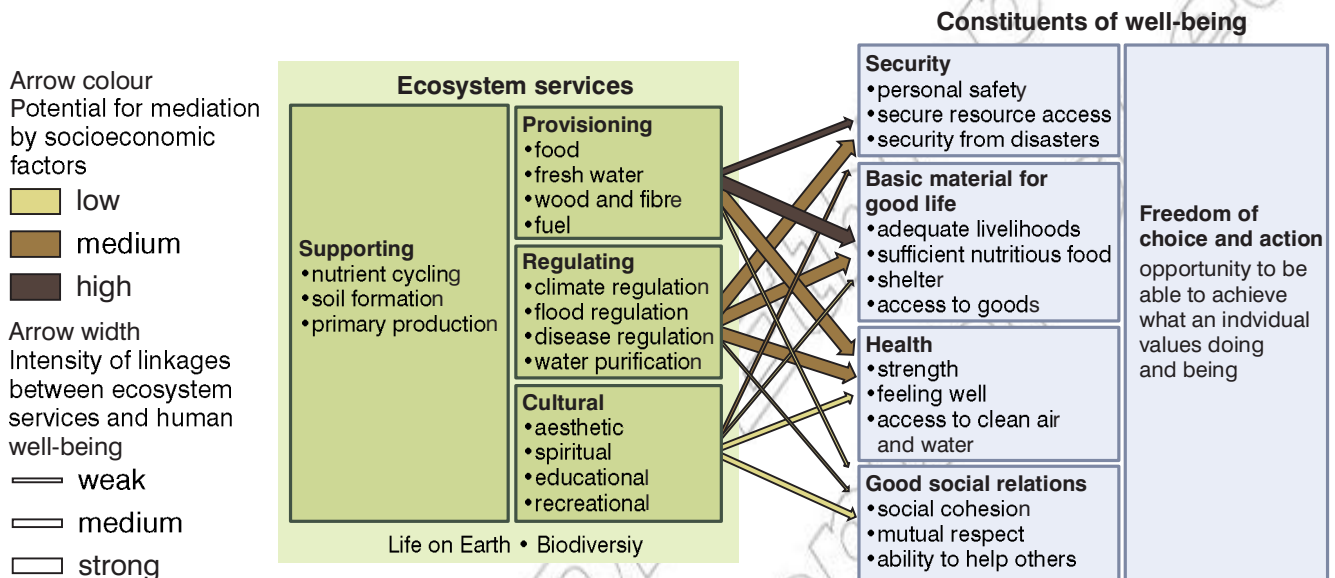 Constituents of well-being
Arrow colour
Potential for mediation
by socioeconomic
factors
low
medium
high
Arrow width
Intensity of linkages
between ecosystem
services and human
well-being
weak
medium
strong
Ecosystem services
Supporting
•nutrient cycling
•soil formation
•primary production
Provisioning
•food
•fresh water
•wood and fibre
•fuel
Regulating
•climate regulation
•flood regulation
•disease regulation
•water purification
Cultural
•aesthetic
•spiritual
•educational
•recreational
Life on Earth • Biodiversiy
Security
•personal safety
•secure resource access
•security from disasters
Basic material for
good life
•adequate livelihoods
•sufficient nutritious food
•shelter
•access to goods
Health
•strength
•feeling well
•access to clean air
and water
Good social relations
•social cohesion
•mutual respect
•ability to help others
Freedom of
choice and action
opportunity to be
able to achieve
what an indvidual
values doing
and being